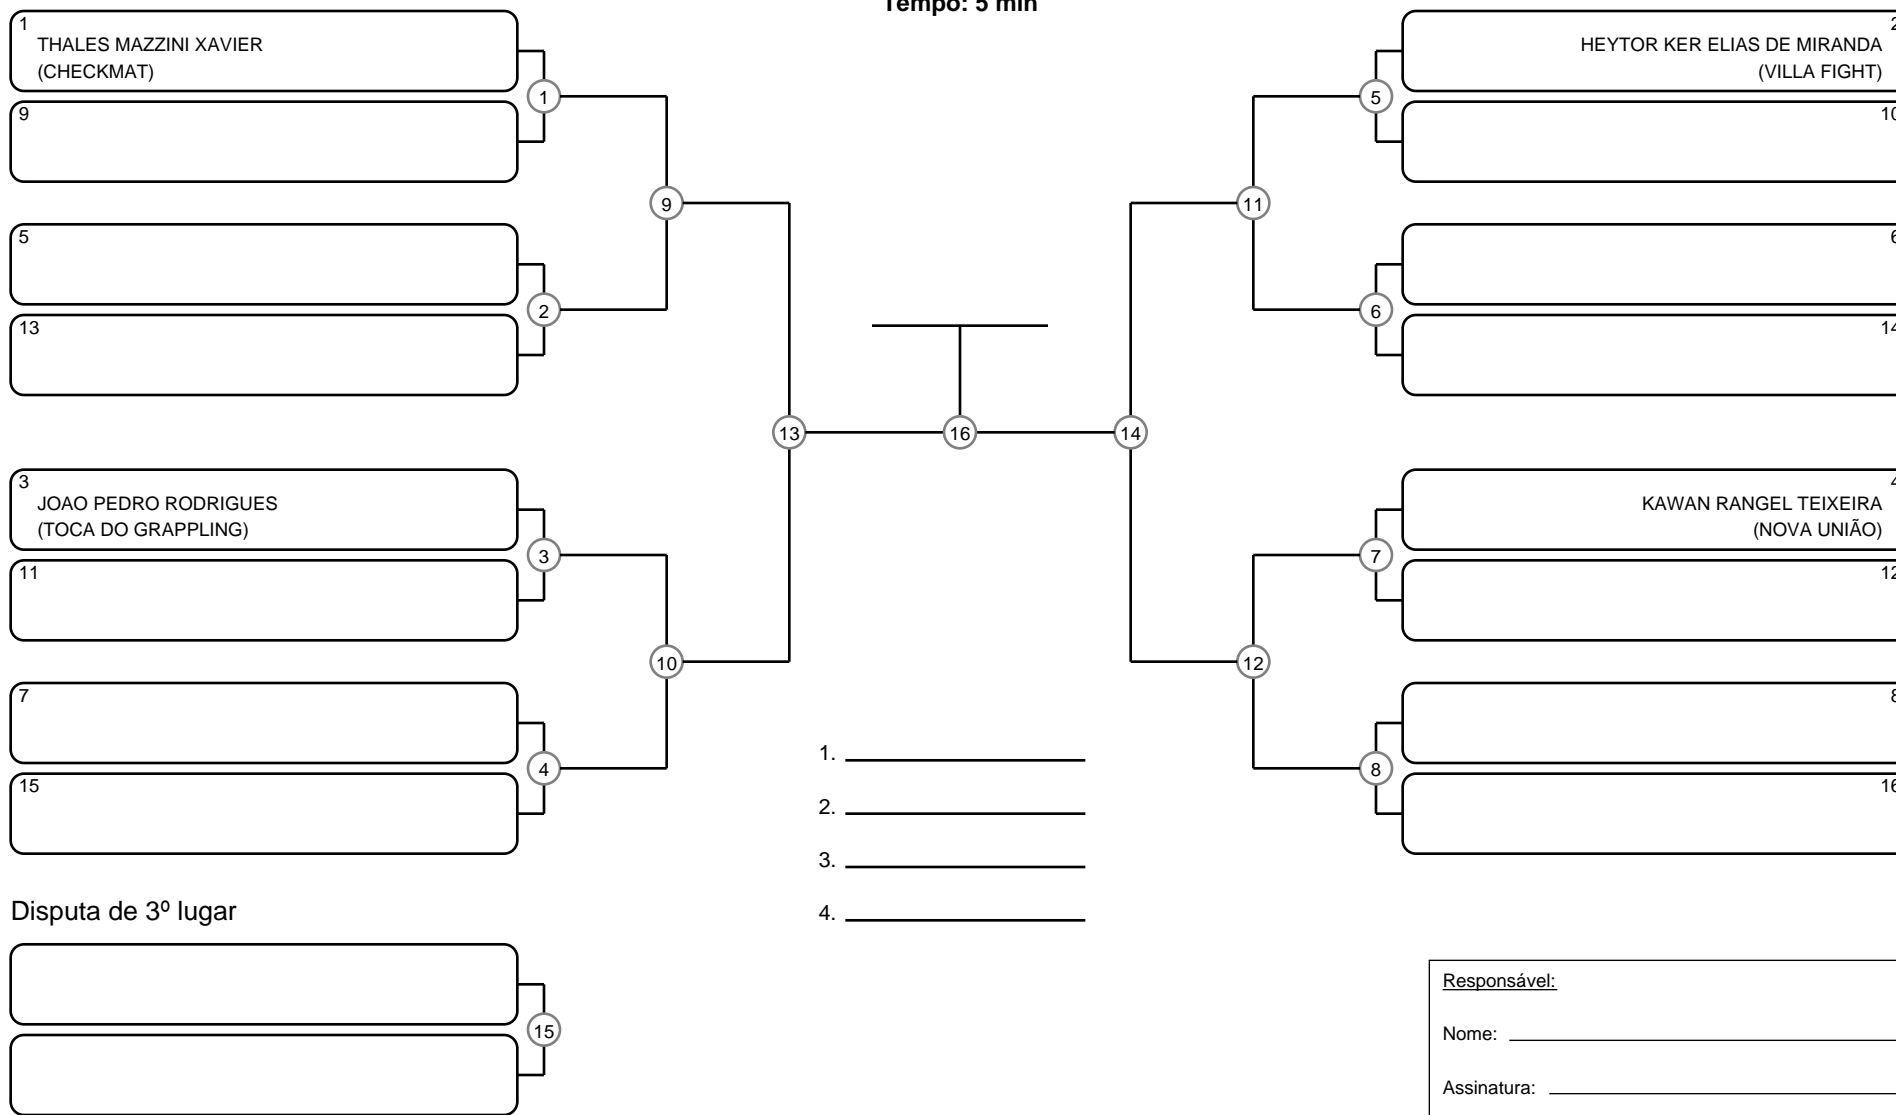 Tempo: 5 min
1
THALES MAZZINI XAVIER
(CHECKMAT)
9
1
5
13
2
9
3
JOAO PEDRO RODRIGUES
(TOCA DO GRAPPLING)
11
3
7
15
4
10
13
16
14
2
HEYTOR KER ELIAS DE MIRANDA
(VILLA FIGHT)
10
5
11
6
14
6
4
KAWAN RANGEL TEIXEIRA
(NOVA UNIÃO)
12
7
12
8
16
8
1.
2.
3.
4.
Disputa de 3º lugar
15
Responsável:
Nome:
Assinatura: